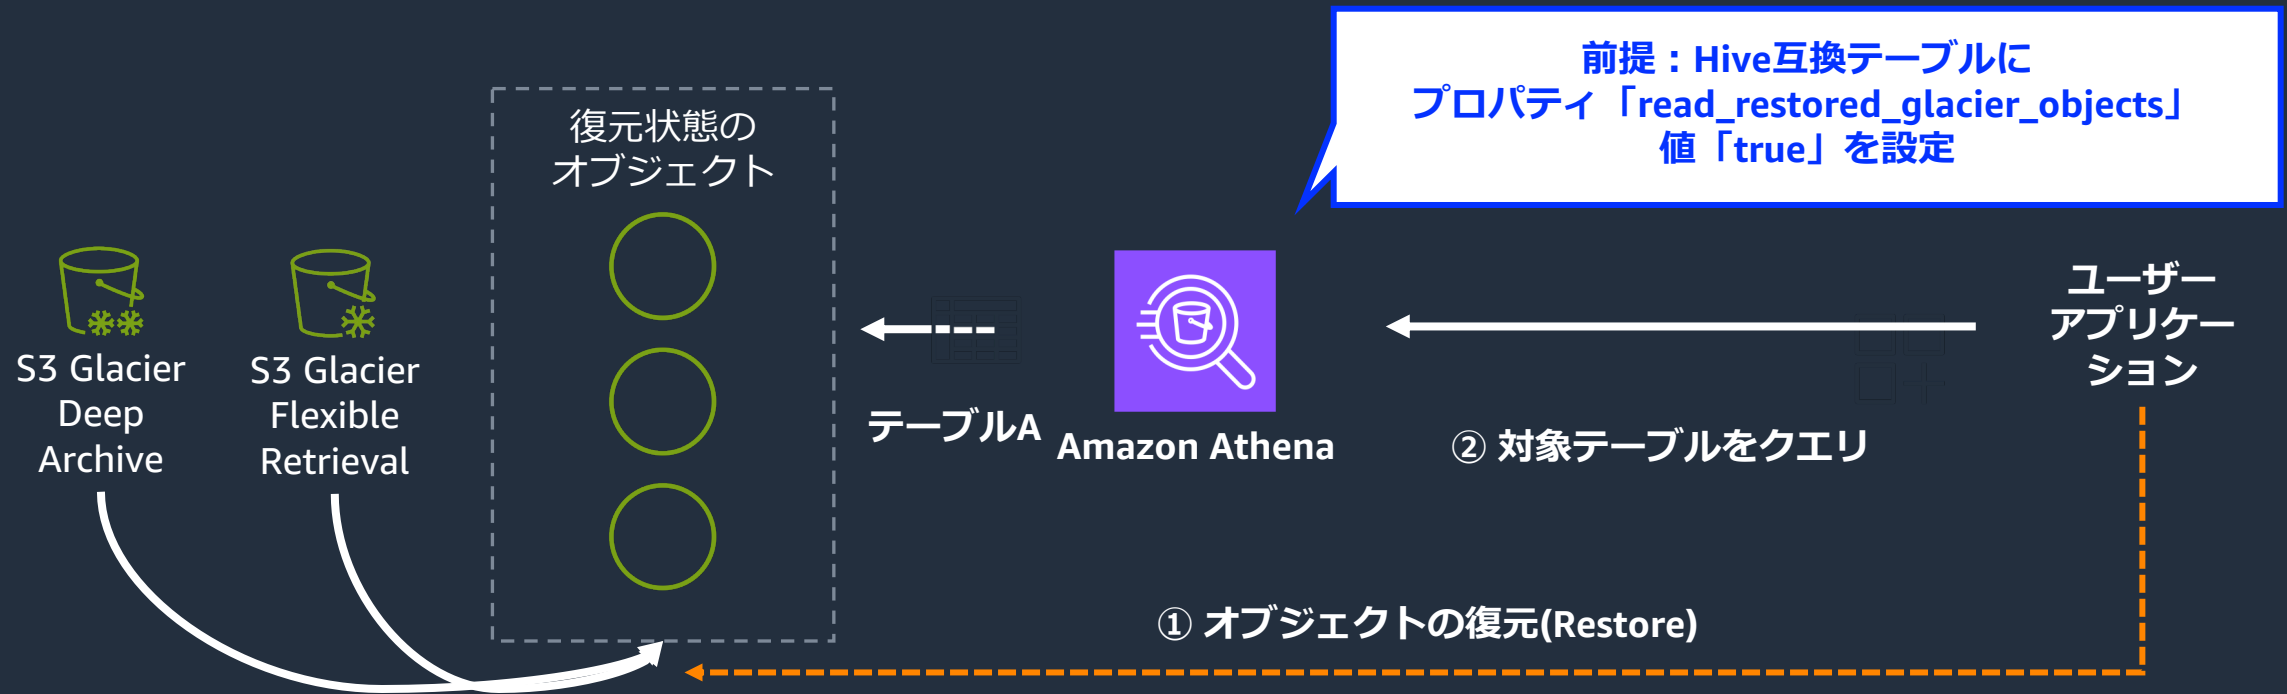 前提：Hive互換テーブルに
プロパティ「read_restored_glacier_objects」
値「true」を設定
復元状態の
オブジェクト
S3 Glacier
Deep
Archive
S3 Glacier
Flexible
Retrieval
テーブルA
Amazon Athena
② 対象テーブルをクエリ
ユーザー
アプリケー
ション
① オブジェクトの復元(Restore)